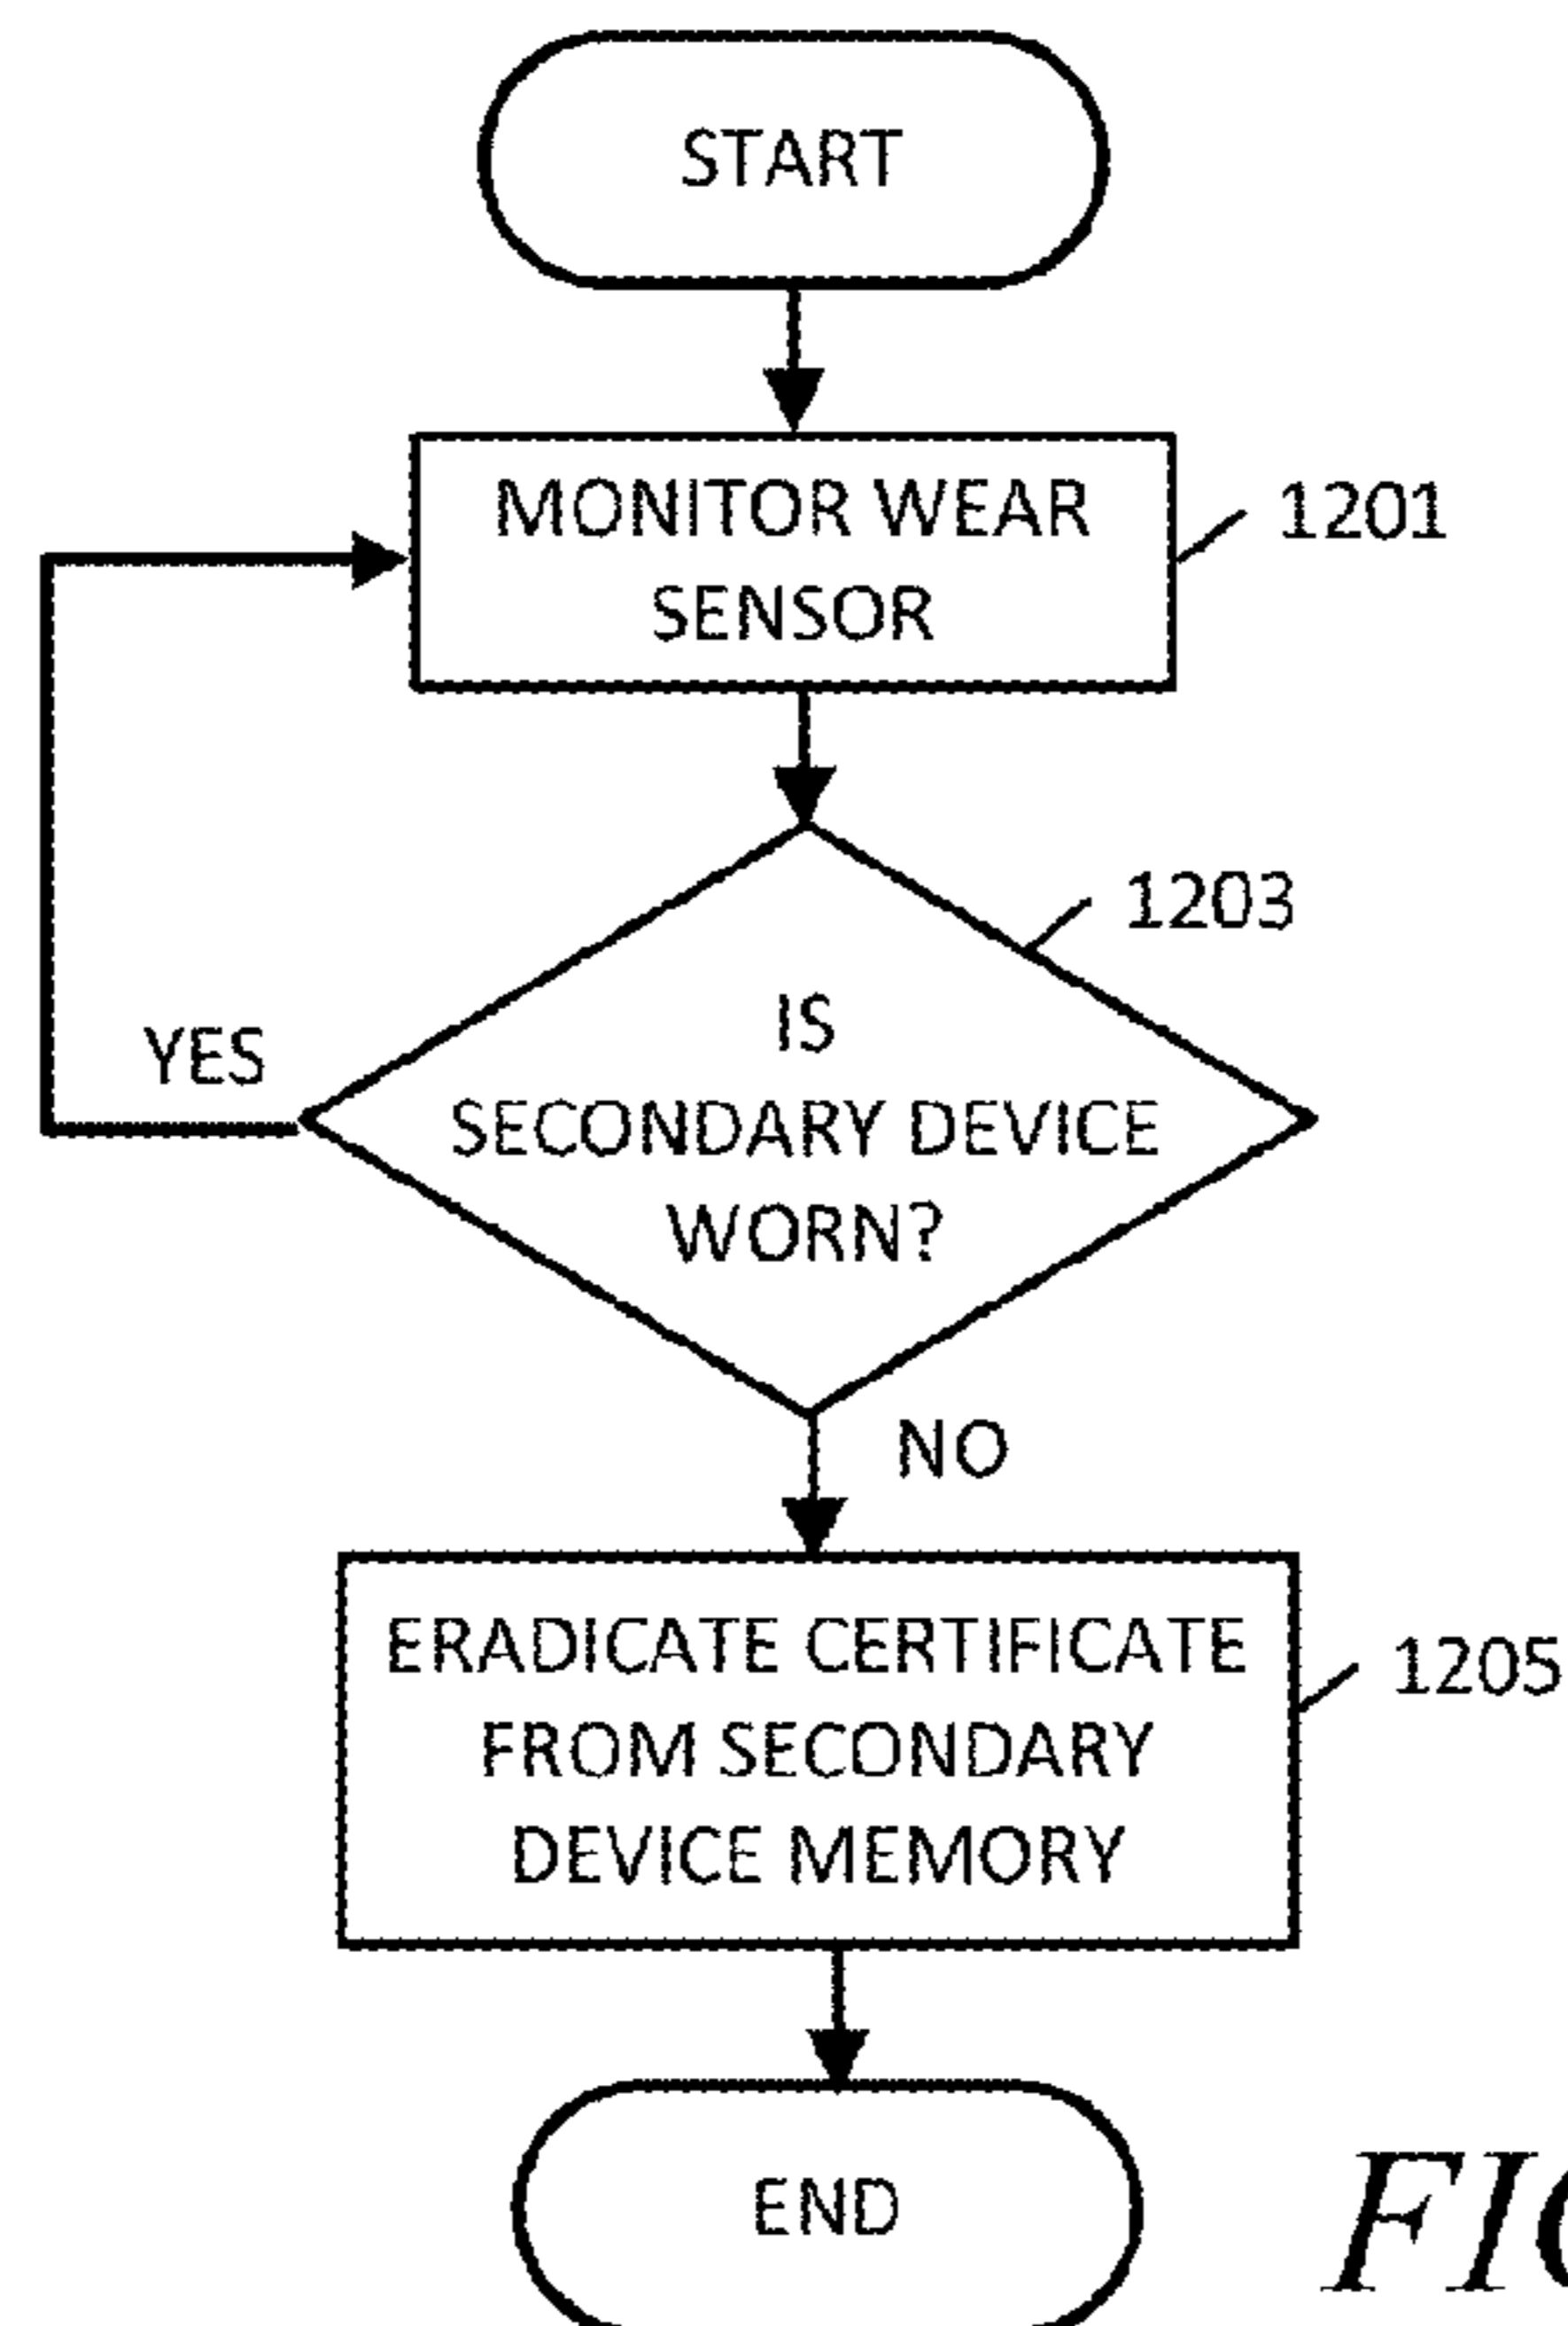 START
MONITOR WEAR
SENSOR
1201
1203
IS
SECONDARY DEVICE
WORN?
YES
NO
ERADICATE CERTIFICATE
FROM SECONDARY
DEVICE MEMORY
1205
END